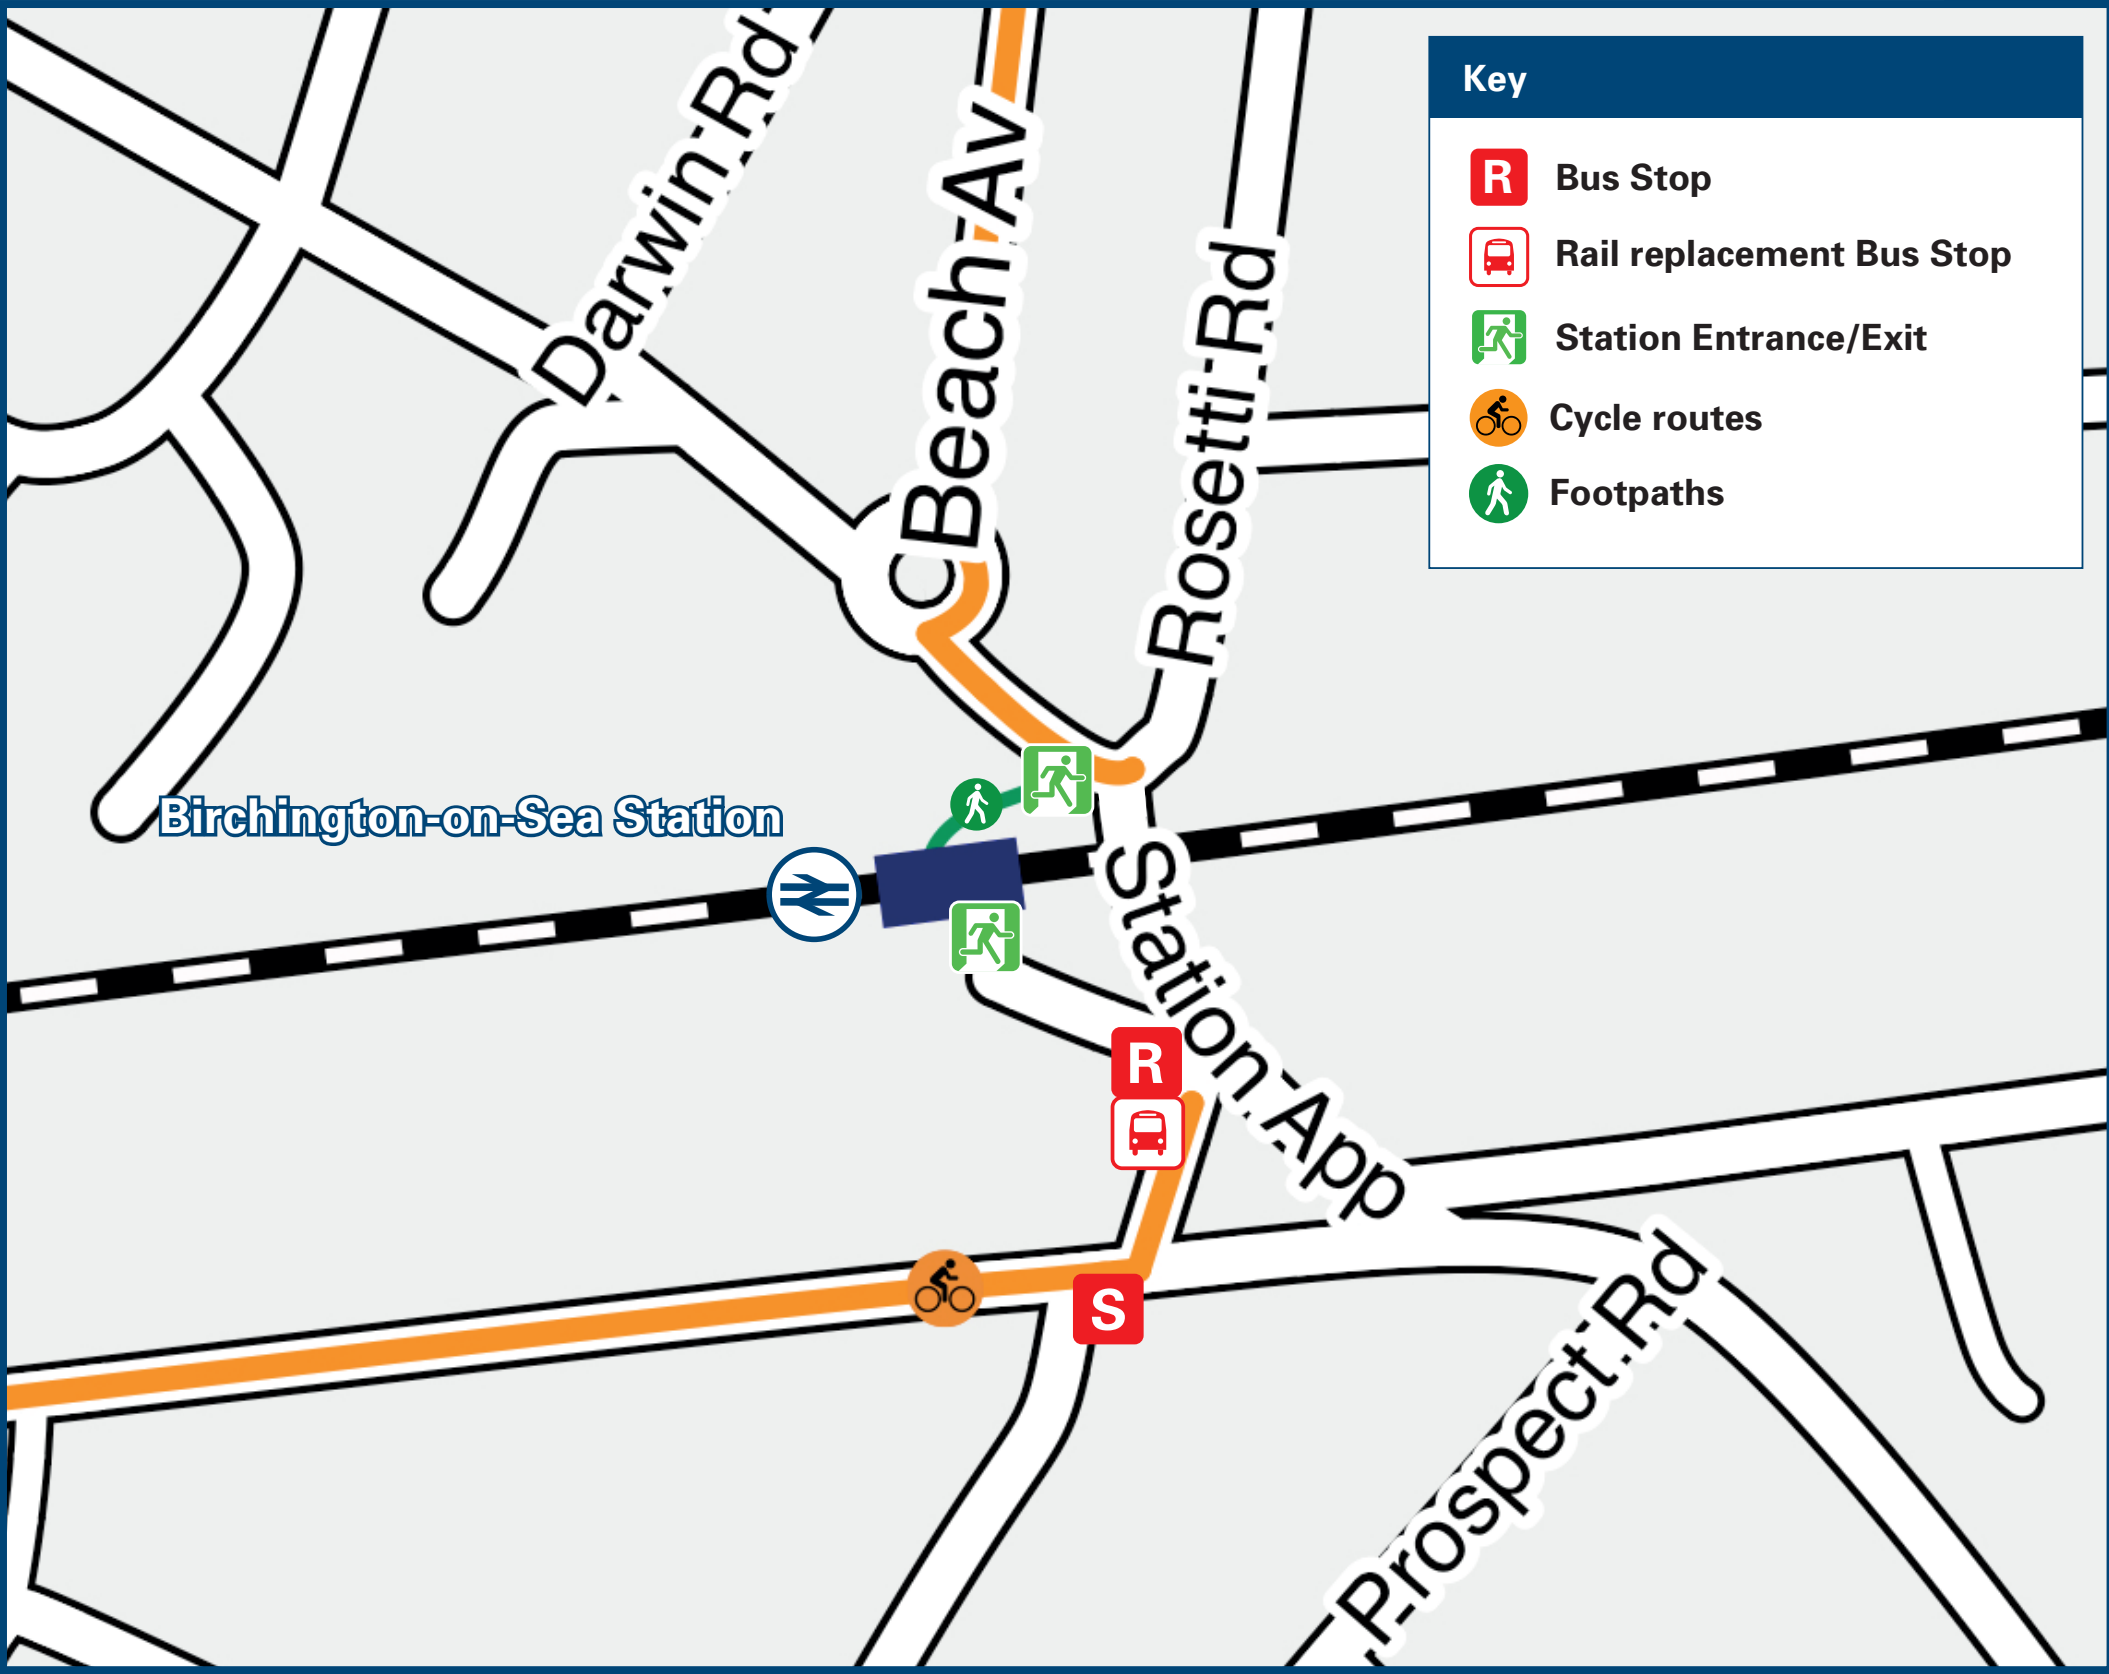 Key
R Bus Stop
Rail replacement Bus Stop
Station Entrance/Exit
Cycle routes
Footpaths
Darwin Rd
Beach Av
Rosetti Rd
Birchington-on-Sea Station
Station App
R
S
Prospect Rd